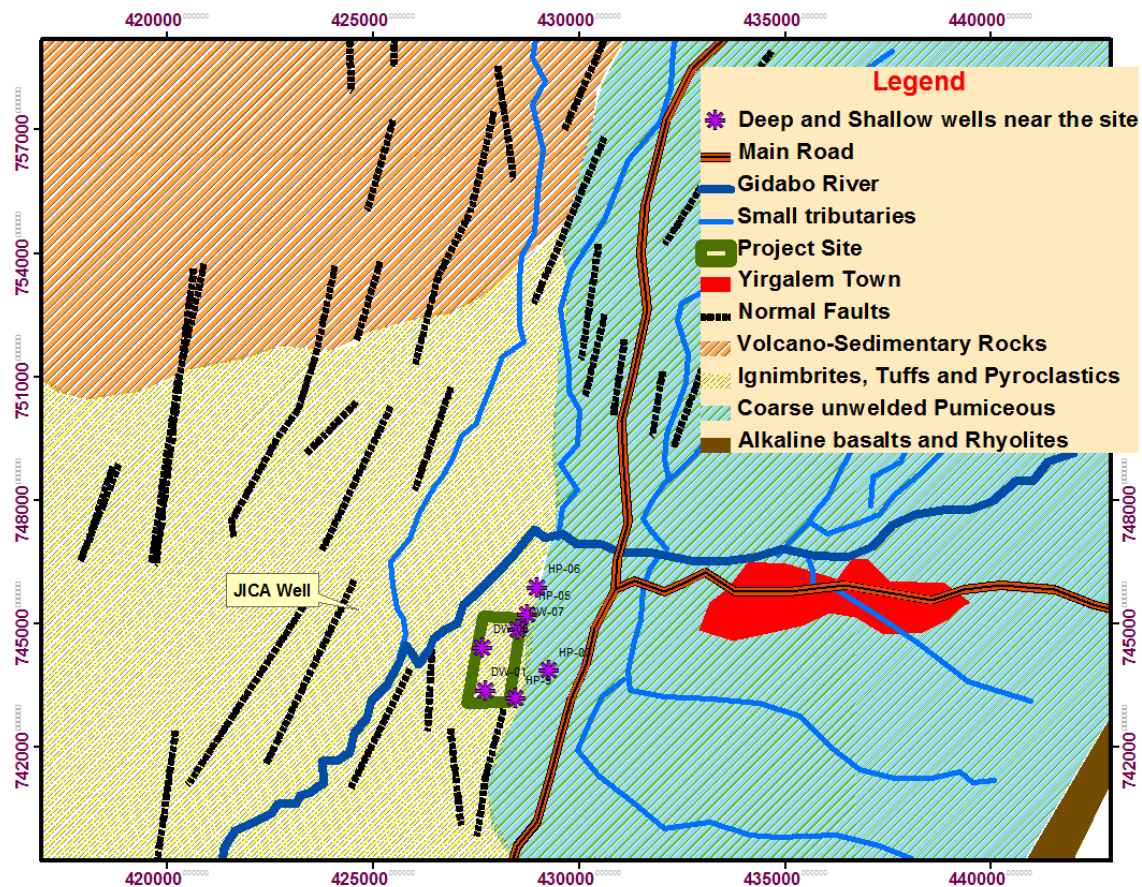 420000 425000 430000 435000 440000
757000
754000
751000
748000
745000
742000
Legend
Deep and Shallow wells near the site
Main Road
Gidabo River
Small tributaries
Project Site
Yirgalem Town
Normal Faults
Volcano-Sedimentary Rocks
Ignimbrites, Tuffs and Pyroclastics
Coarse unwelded Pumiceous
Alkaline basalts and Rhyolites
JICA Well
HP-06
HP-05
DW-01
HP-9
748000
745000
742000
420000 425000 430000 435000 440000